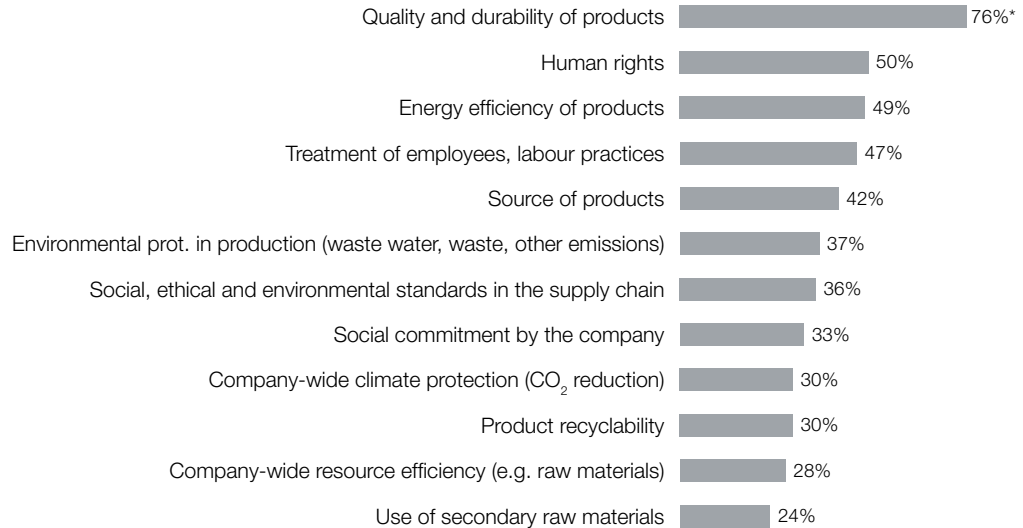 Quality and durability of products 76%*
Human rights 50%
Energy efficiency of products 49%
Treatment of employees, labour practices 47%
Source of products 42%
Environmental prot. in production (waste water, waste, other emissions) 37%
Social, ethical and environmental standards in the supply chain 36%
Social commitment by the company 33%
Company-wide climate protection (CO₂ reduction) 30%
Product recyclability 30%
Company-wide resource efficiency (e.g. raw materials) 28%
Use of secondary raw materials 24%